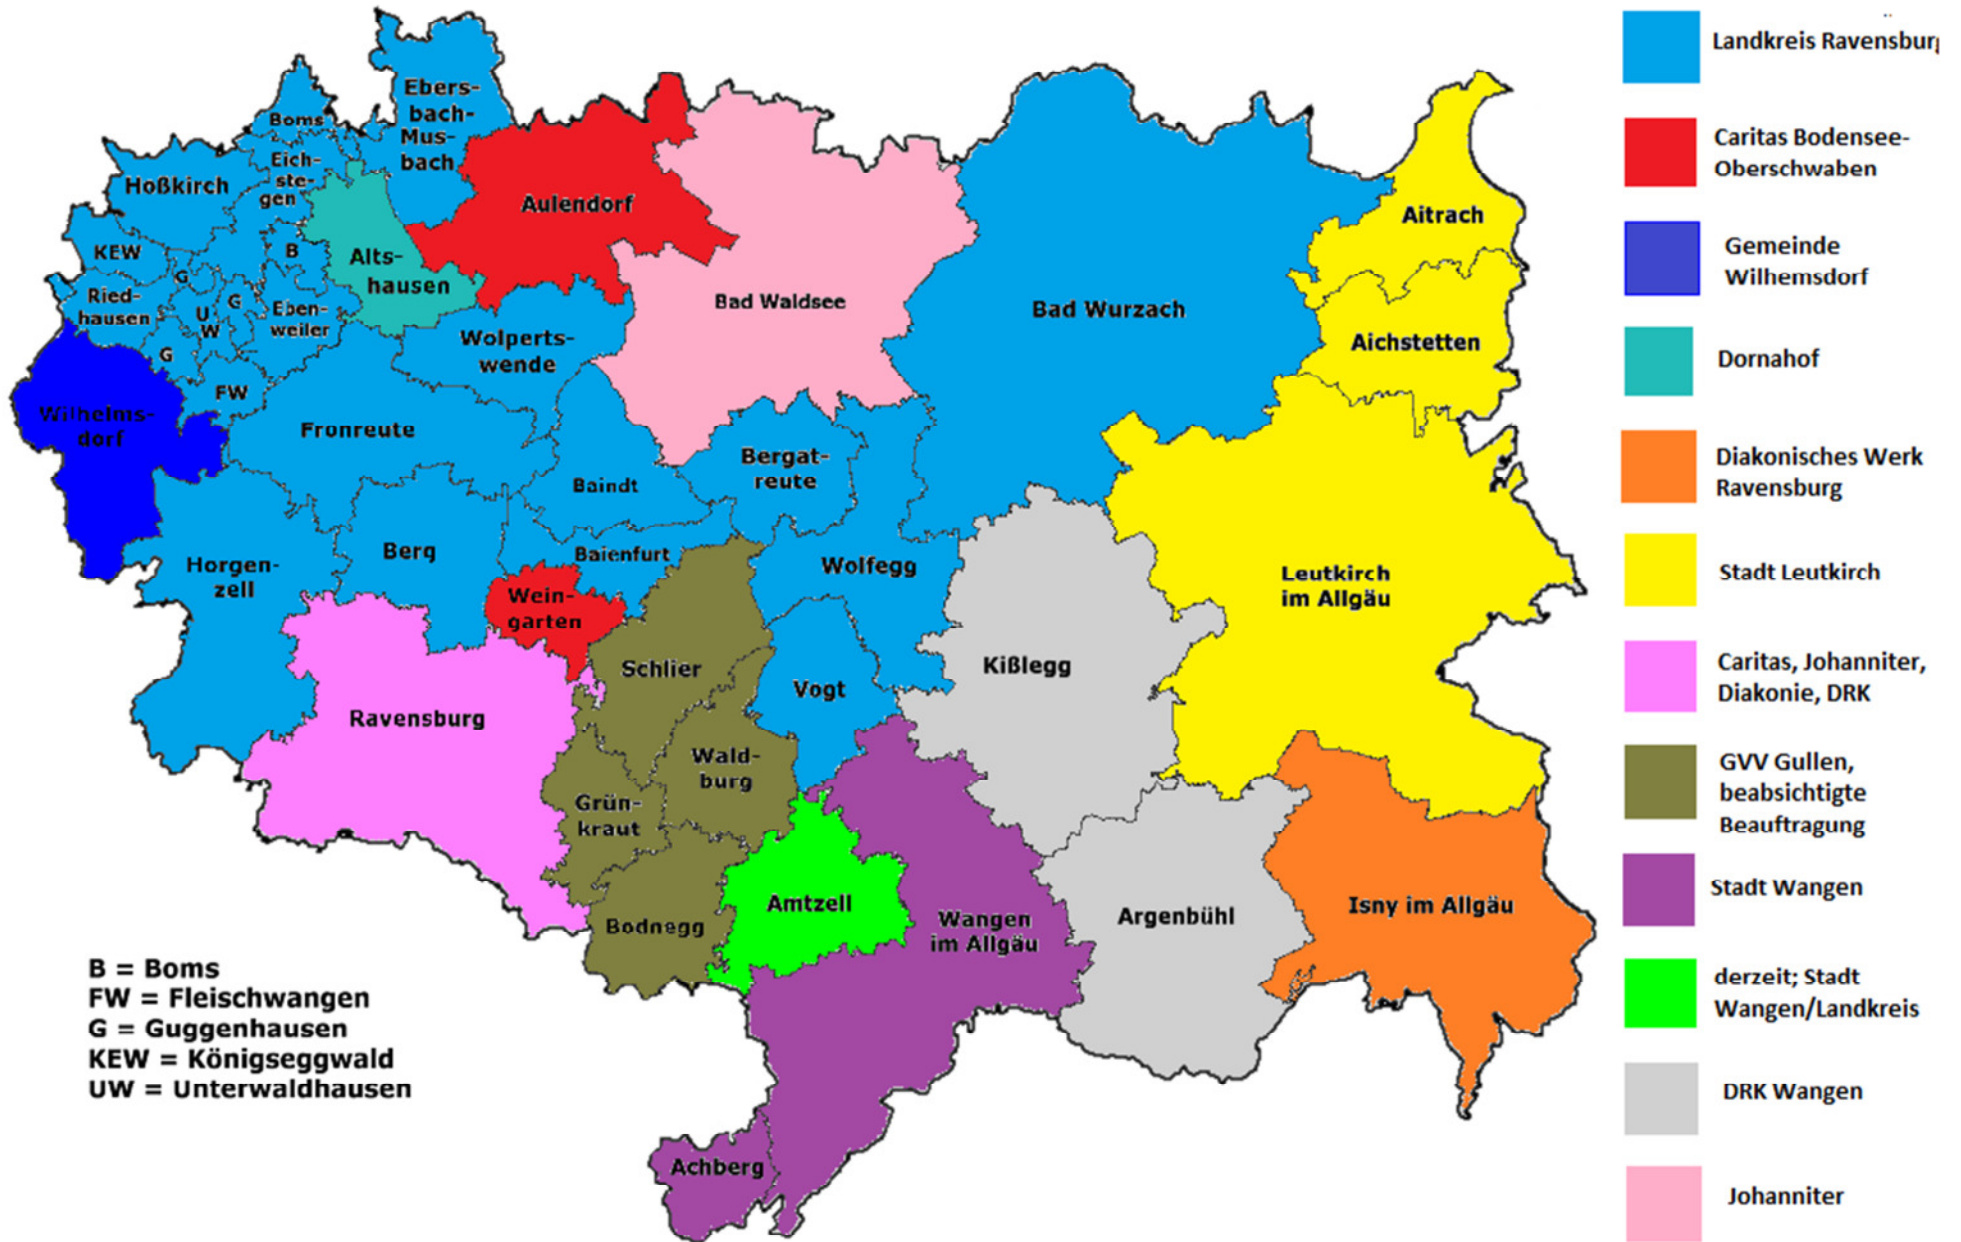 Ebers-
bach-
Mus-
bach
Boms
Eich-
ste-
gen
Hoßkirch
KEW
B
G
Alts-
hausen
Aulendorf
Bad Waldsee
Bad Wurzach
Aitrach
Aichstetten
Ried-
hausen
U
W
G
Eben-
weiler
G
FW
Wolperts-
wende
Wilhelms-
dorf
Fronreute
Baindt
Bergat-
reute
Horgen-
zell
Berg
Baienfurt
Wolfegg
Wein-
garten
Leutkirch
im Allgäu
Schlier
Vogt
Kißlegg
Ravensburg
Wald-
burg
Grün-
kraut
Bodnegg
Amtzell
Wangen
im Allgäu
Argenbühl
Isny im Allgäu
Achberg
B = Boms
FW = Fleischwangen
G = Guggenhausen
KEW = Königseggwald
UW = Unterwaldhausen
Landkreis Ravensburg
Caritas Bodensee-
Oberschwaben
Gemeinde
Wilhemsdorf
Dornahof
Diakonisches Werk
Ravensburg
Stadt Leutkirch
Caritas, Johanniter,
Diakonie, DRK
GVV Gullen,
beabsichtigte
Beauftragung
Stadt Wangen
derzeit; Stadt
Wangen/Landkreis
DRK Wangen
Johanniter